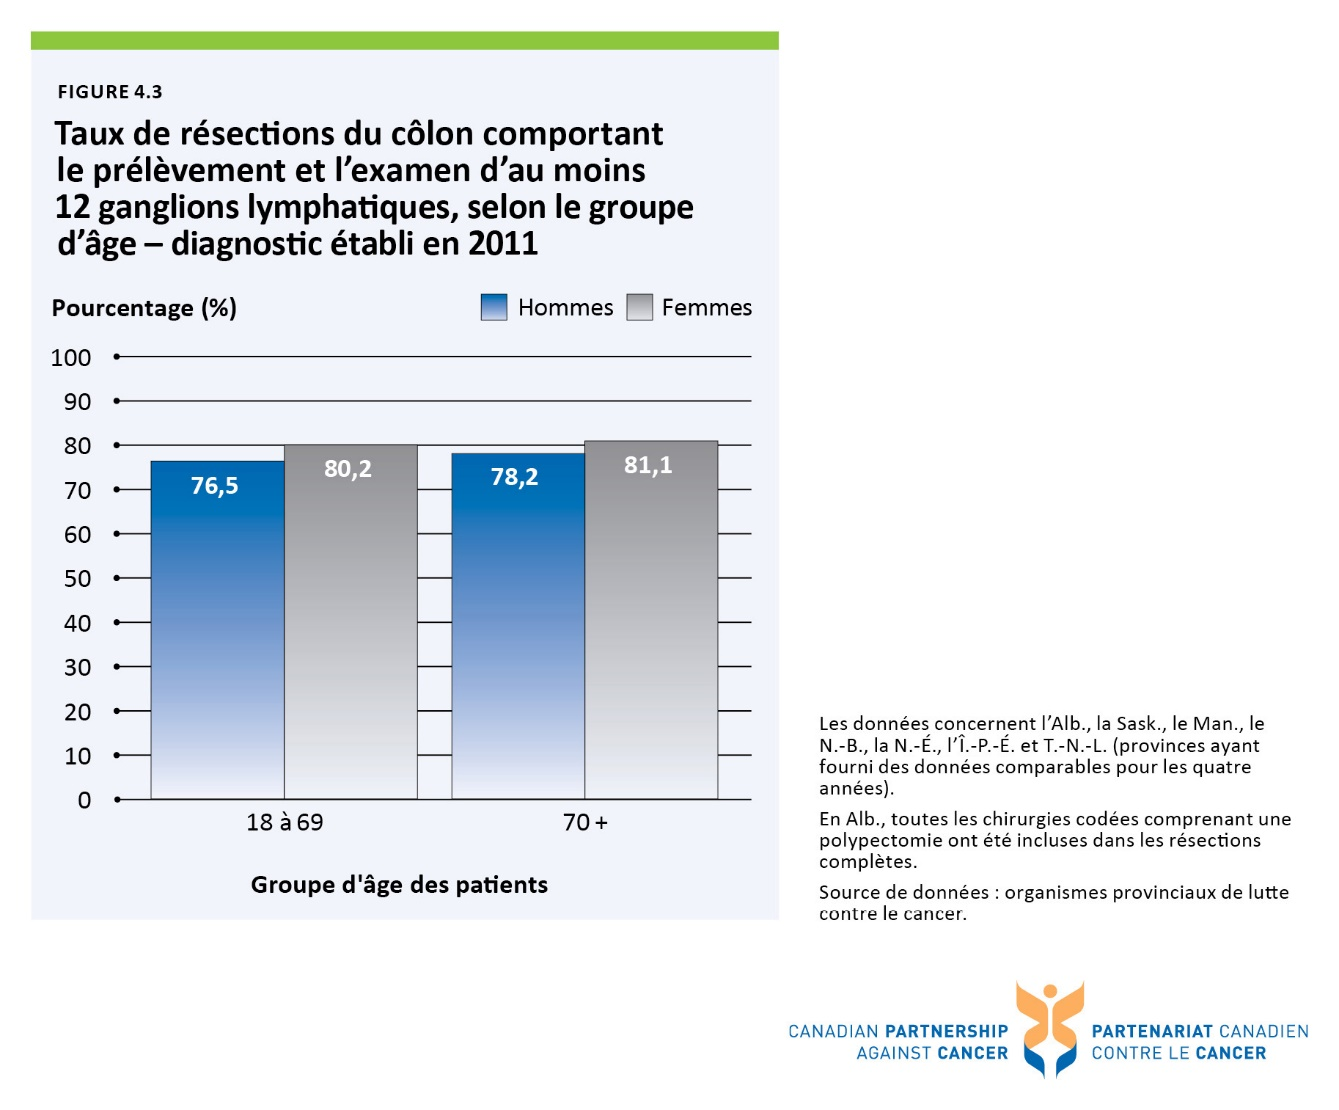 FIGURE 4.3
Taux de résections du côlon comportant
le prélèvement et l’examen d’au moins
12 ganglions lymphatiques, selon le groupe
d’âge – diagnostic établi en 2011
Pourcentage (%)
Hommes
Femmes
100
90
80
70
60
50
40
30
20
10
0
76,5
80,2
78,2
81,1
18 à 69
70 +
Groupe d'âge des patients
Les données concernent l’Alb., la Sask., le Man., le
N.-B., la N.-É., l’Î.-P.-É. et T.-N.-L. (provinces ayant
fourni des données comparables pour les quatre
années).
En Alb., toutes les chirurgies codées comprenant une
polypectomie ont été incluses dans les résections
complètes.
Source de données : organismes provinciaux de lutte
contre le cancer.
CANADIAN PARTNERSHIP
AGAINST CANCER
PARTENARIAT CANADIEN
CONTRE LE CANCER